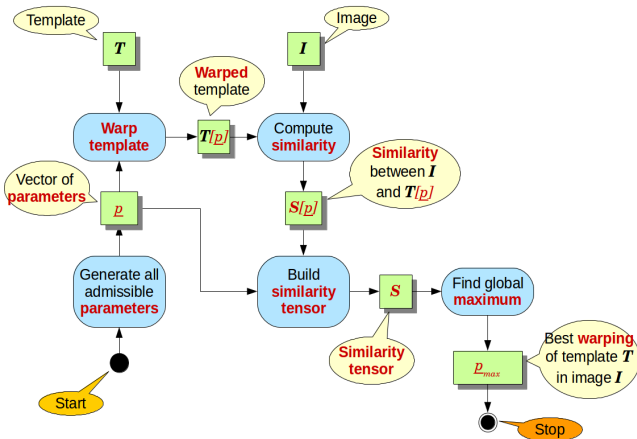 Template
T
Image
I
Warped
template
Warp
template
T[p]
Compute
similarity
Similarity
between I
and T[p]
Vector of
parameters
p
S[p]
Generate all
admissible
parameters
Build
similarity
tensor
S
Find global
maximum
Similarity
tensor
p max
Best warping
of template T
in image I
Start
Stop